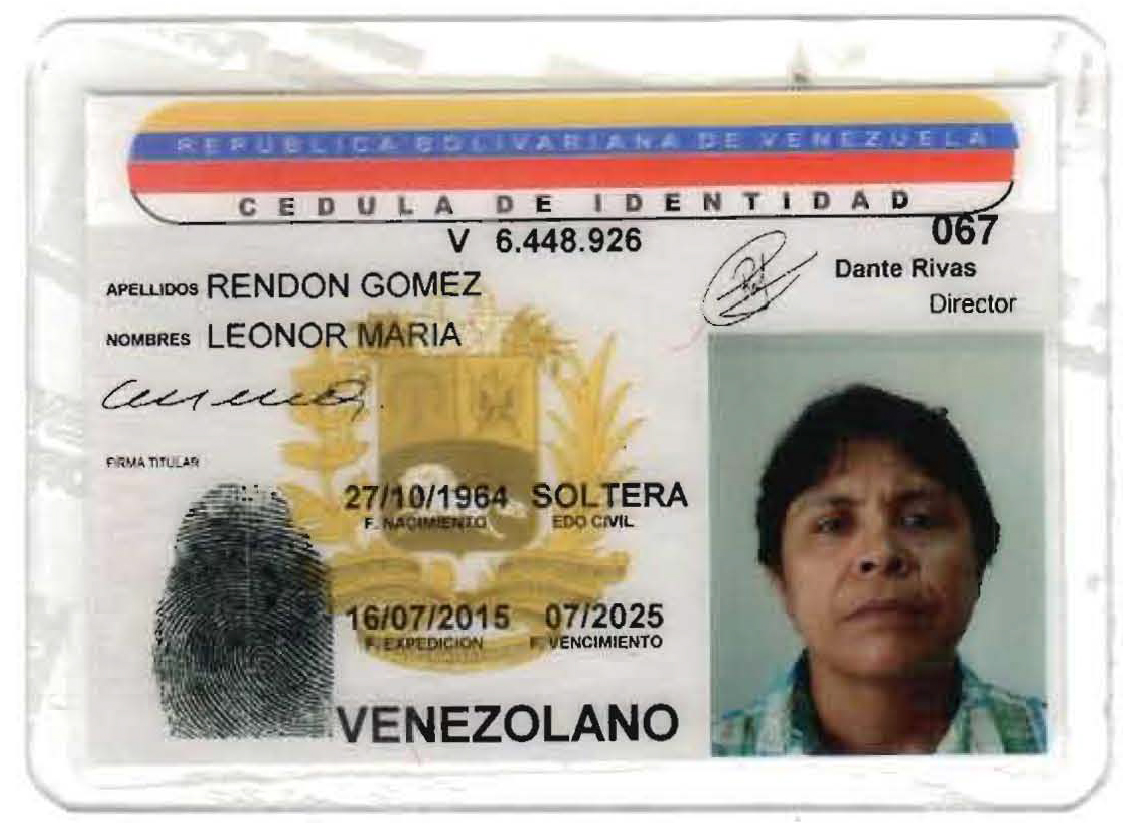 REPUBLICA BOLIVARIANA DE VENEZUELA
CEDULA DE IDENTIDAD
V 6.448.926
067
Dante Rivas
Director
APELLIDOS RENDON GOMEZ
NOMBRES LEONOR MARIA
FIRMA TITULAR
27/10/1964 SOLTERA
F. NACIMIENTO EDO CIVIL
16/07/2015 07/2025
F. EXPEDICION F. VENCIMIENTO
VENEZOLANO